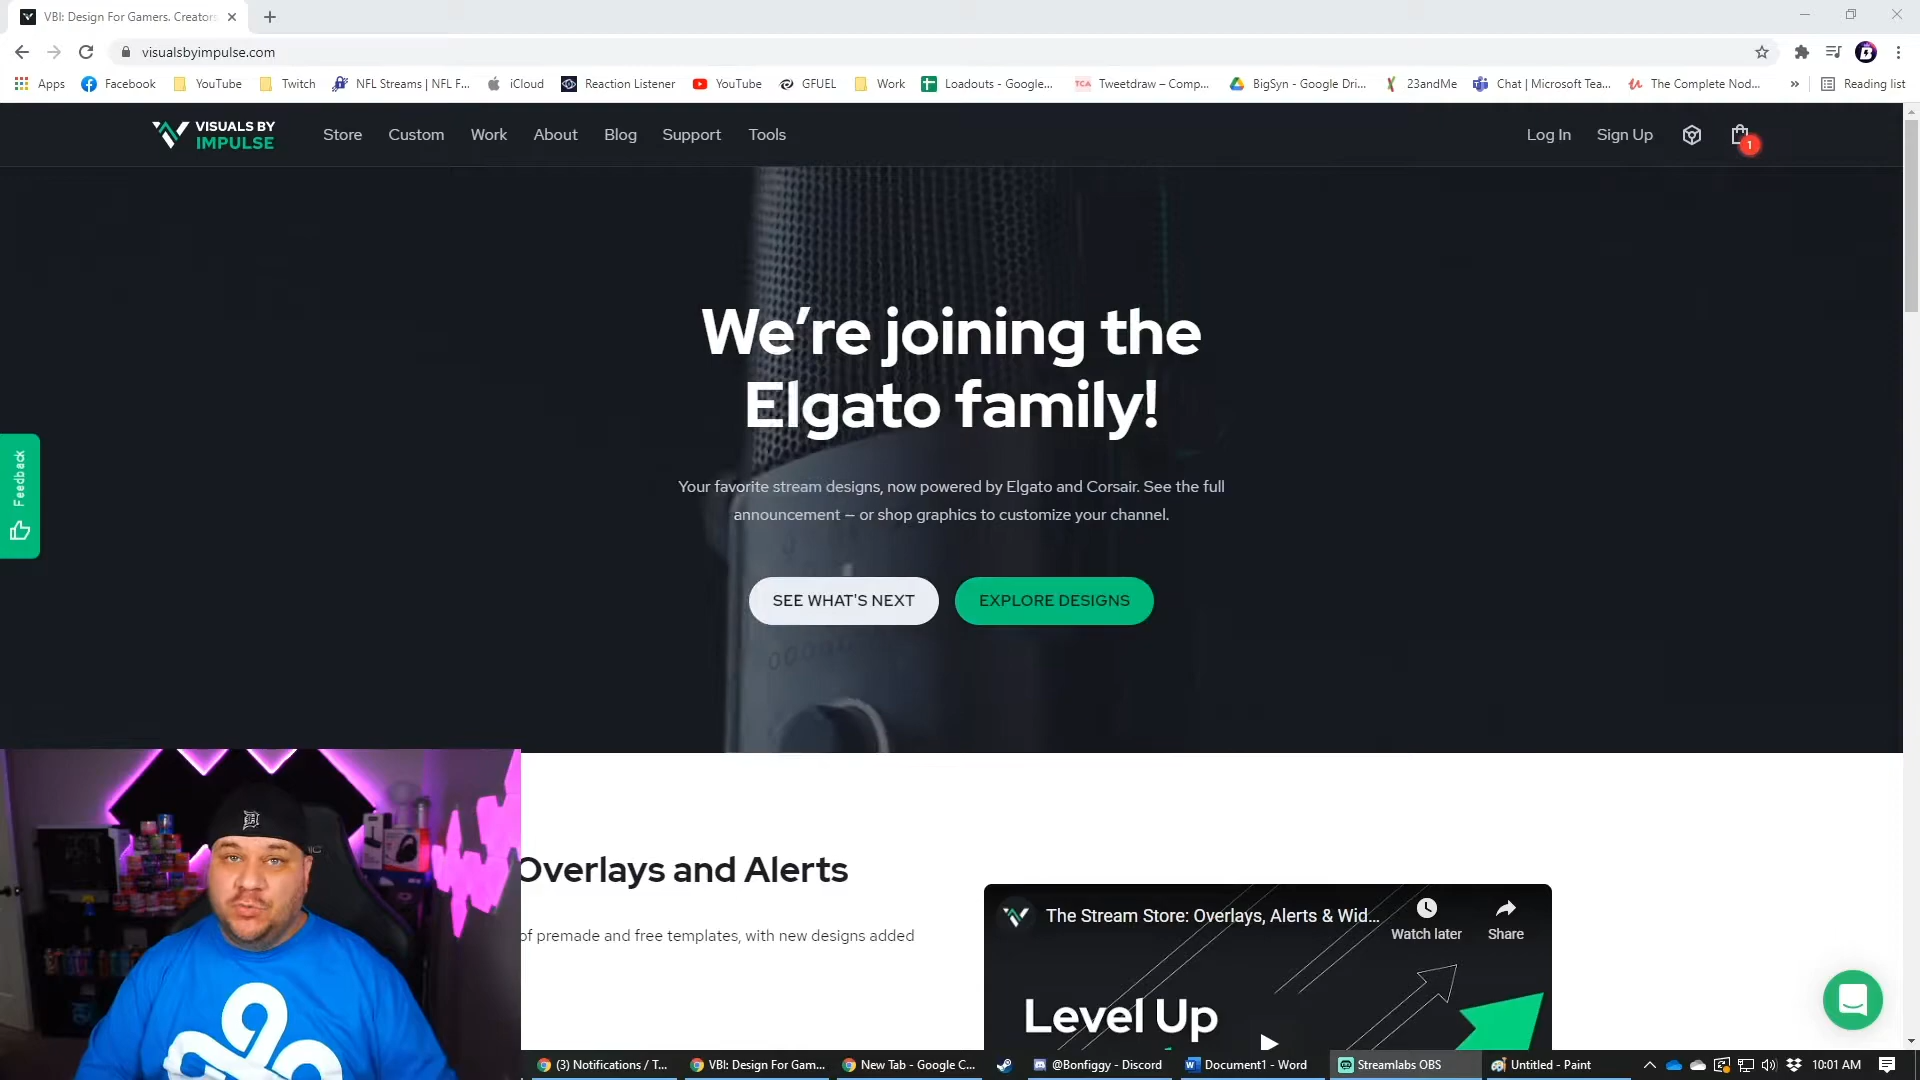 VBI: Design For Gamers. Creators
visualsbyimpulse.com
Apps Facebook YouTube Twitch NFL Streams | NFL F... iCloud Reaction Listener YouTube GFUEL Work Loadouts - Google... TCA Tweetdraw – Comp... BigSyn - Google Dri... 23andMe Chat | Microsoft Tea... The Complete Nod... » Reading list
VISUALS BY
IMPULSE
Store Custom Work About Blog Support Tools Log In Sign Up 1
We’re joining the
Elgato family!
Your favorite stream designs, now powered by Elgato and Corsair. See the full
announcement – or shop graphics to customize your channel.
SEE WHAT'S NEXT EXPLORE DESIGNS
Feedback
Overlays and Alerts
of premade and free templates, with new designs added
The Stream Store: Overlays, Alerts & Wid...
Watch later Share
Level Up
(3) Notifications / T... VBI: Design For Gam... New Tab - Google C... @Bonfiggy - Discord Document1 - Word Streamlabs OBS Untitled - Paint 10:01 AM